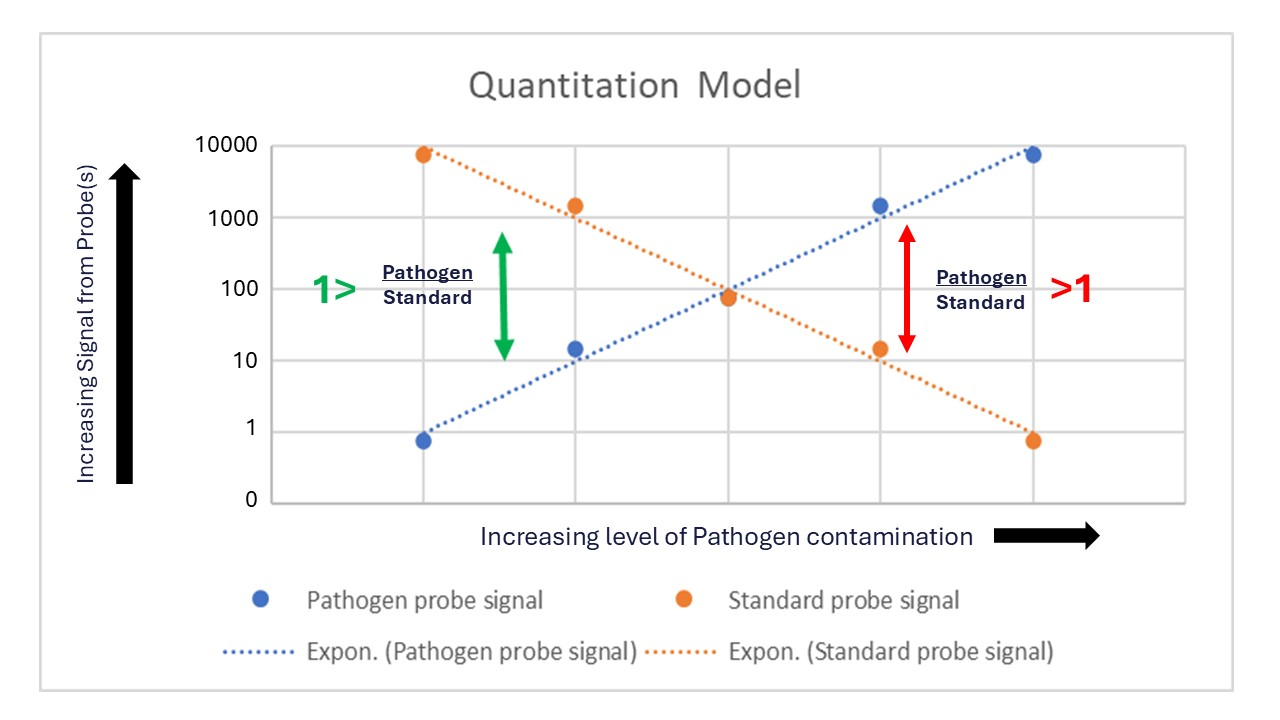 Quantitation Model
Increasing Signal from Probe(s)
10000
1000
100
10
1
0
1>
Pathogen
Standard
Pathogen
Standard
>1
Increasing level of Pathogen contamination
Pathogen probe signal
Standard probe signal
Expon. (Pathogen probe signal)
Expon. (Standard probe signal)